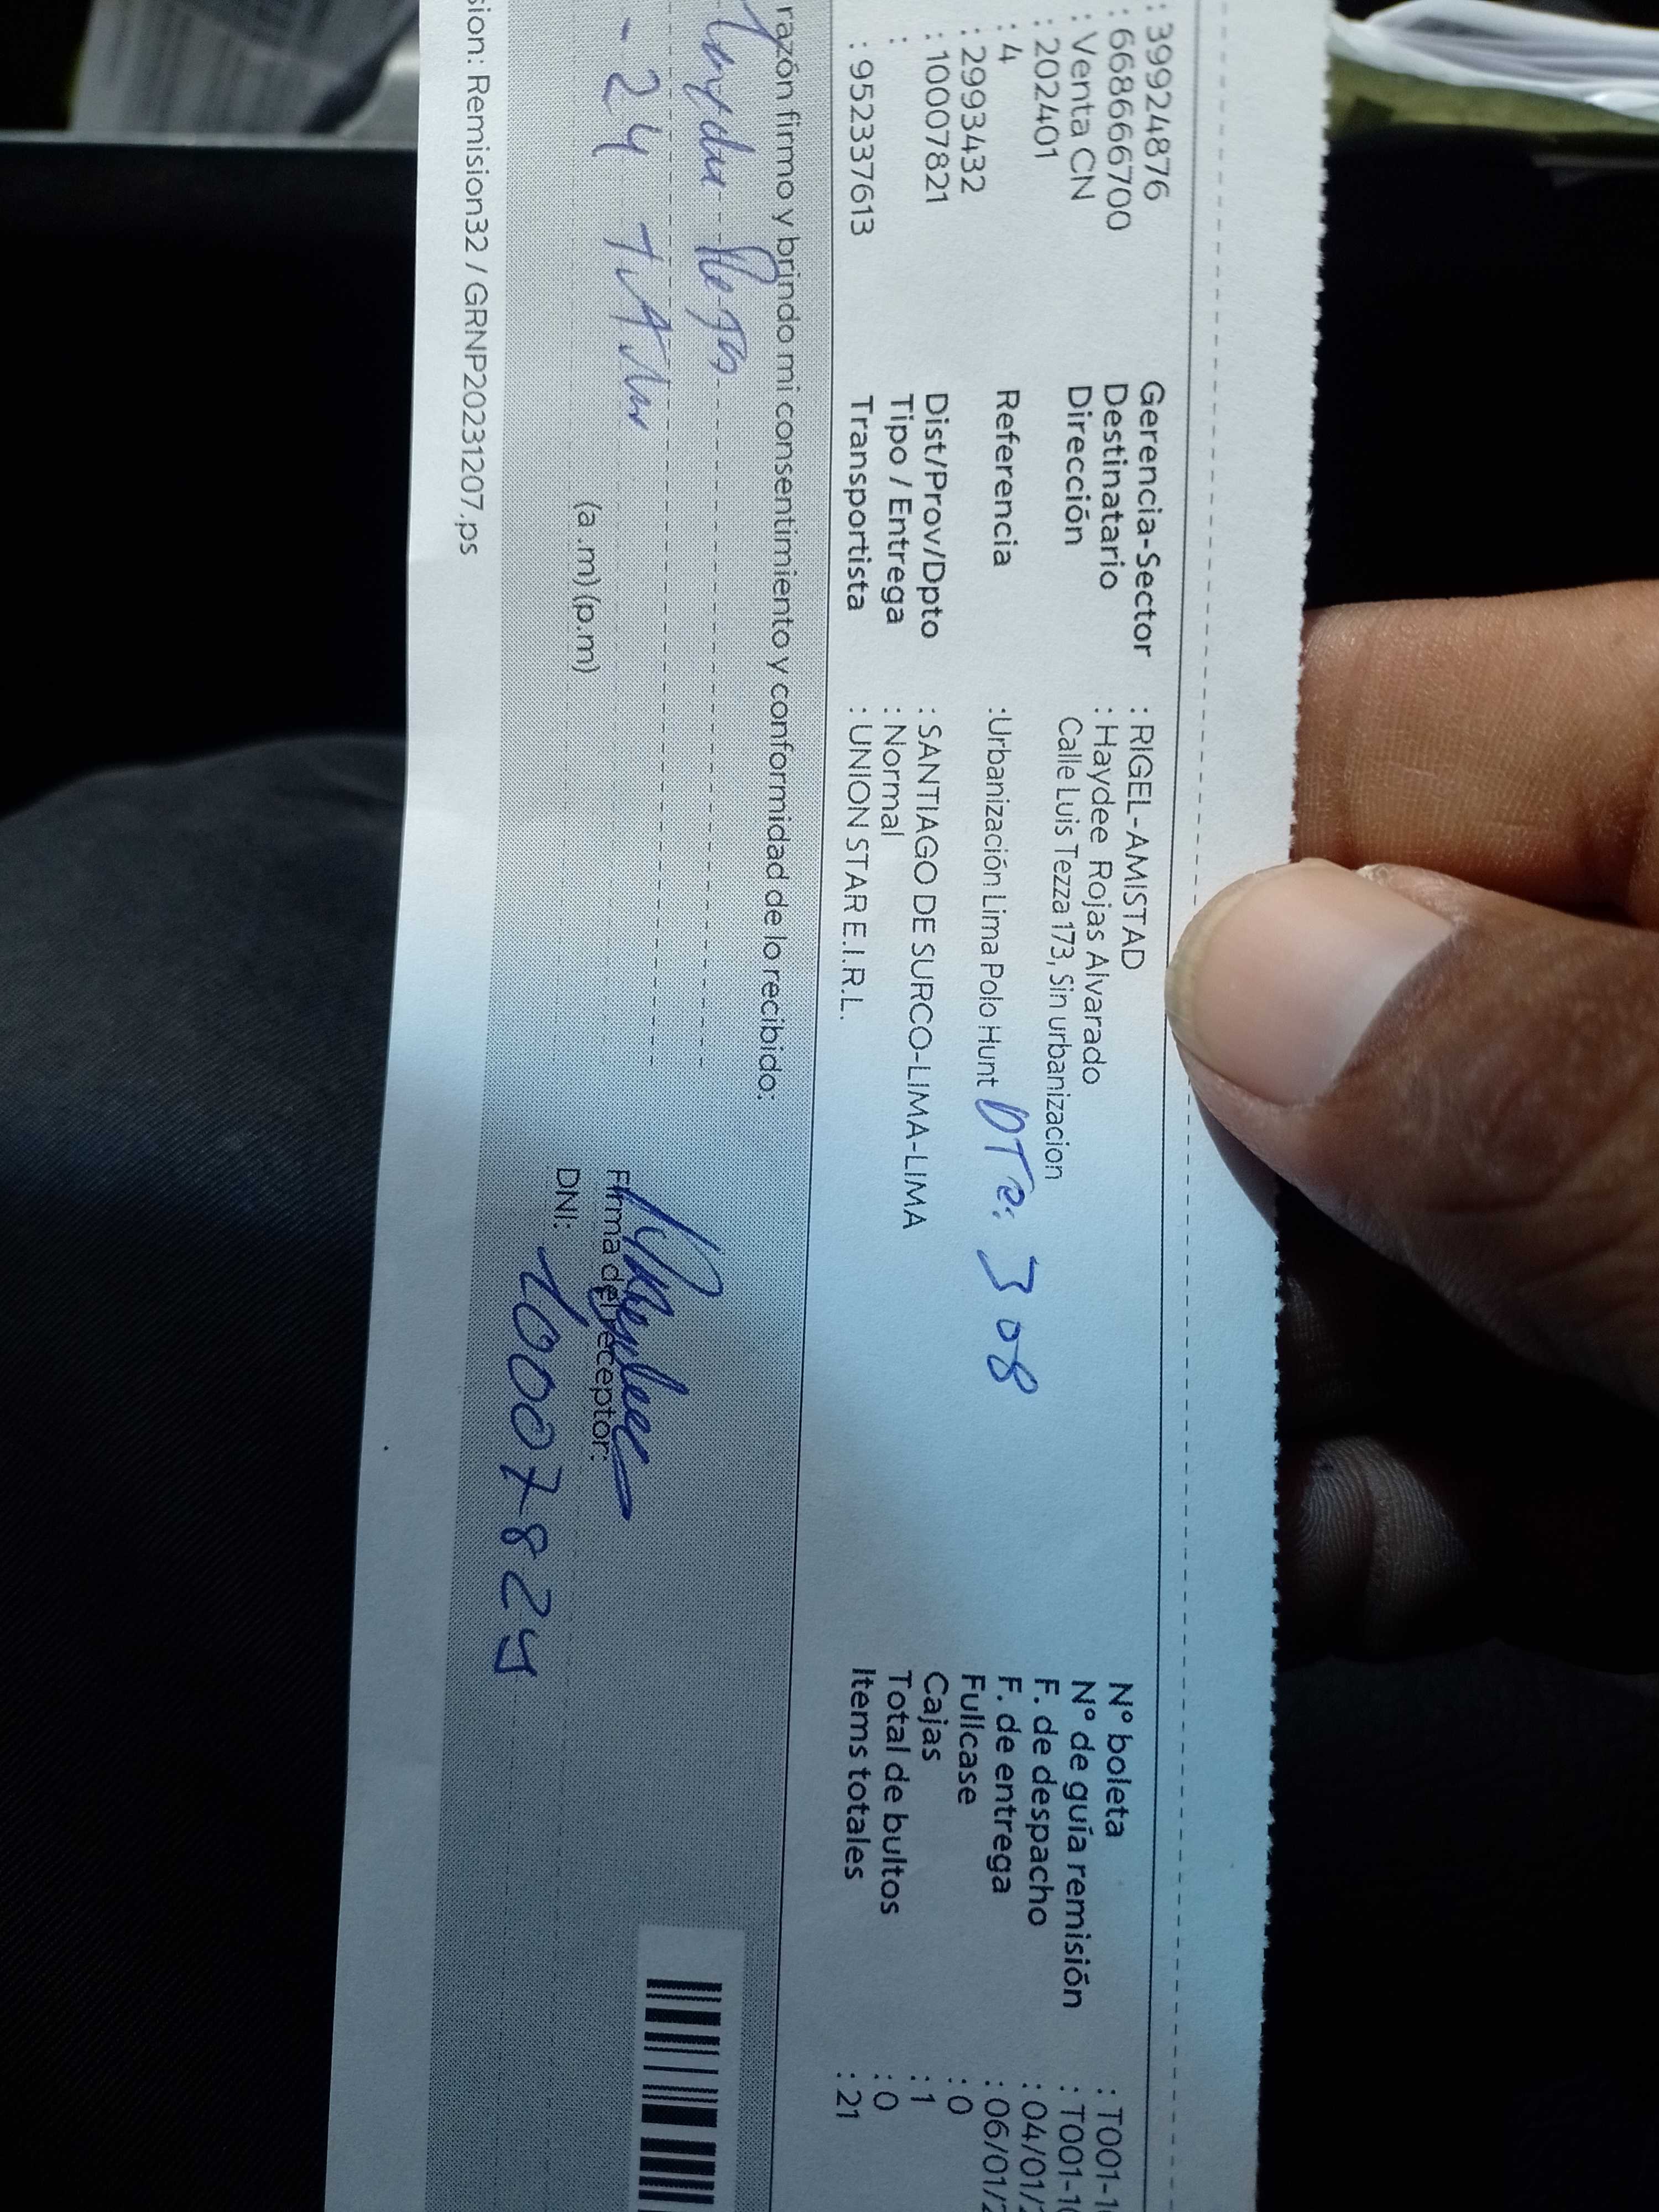 : 39924876
: 6686666700
: Venta CN
: 202401
: 4
: 2993432
: 10007821
:
: 952337613
Gerencia-Sector : RIGEL-AMISTAD
Destinatario : Haydee Rojas Alvarado
Dirección Calle Luis Tezza 173, Sin urbanizacion
Referencia :Urbanización Lima Polo Hunt DTe: 308
Dist/Prov/Dpto : SANTIAGO DE SURCO-LIMA-LIMA
Tipo / Entrega : Normal
Transportista : UNION STAR E.I.R.L.
N° boleta : T001-1
N° de guía remisión : T001-1
F. de despacho : 04/01/
F. de entrega : 06/01/2
Fullcase : 0
Cajas : 1
Total de bultos : 0
Items totales : 21
razón firmo y brindo mi consentimiento y conformidad de lo recibido:
- 24
(a .m) (p.m)
Firma del receptor:
DNI: 10007824
sion: Remision32 / GRNP20231207.ps